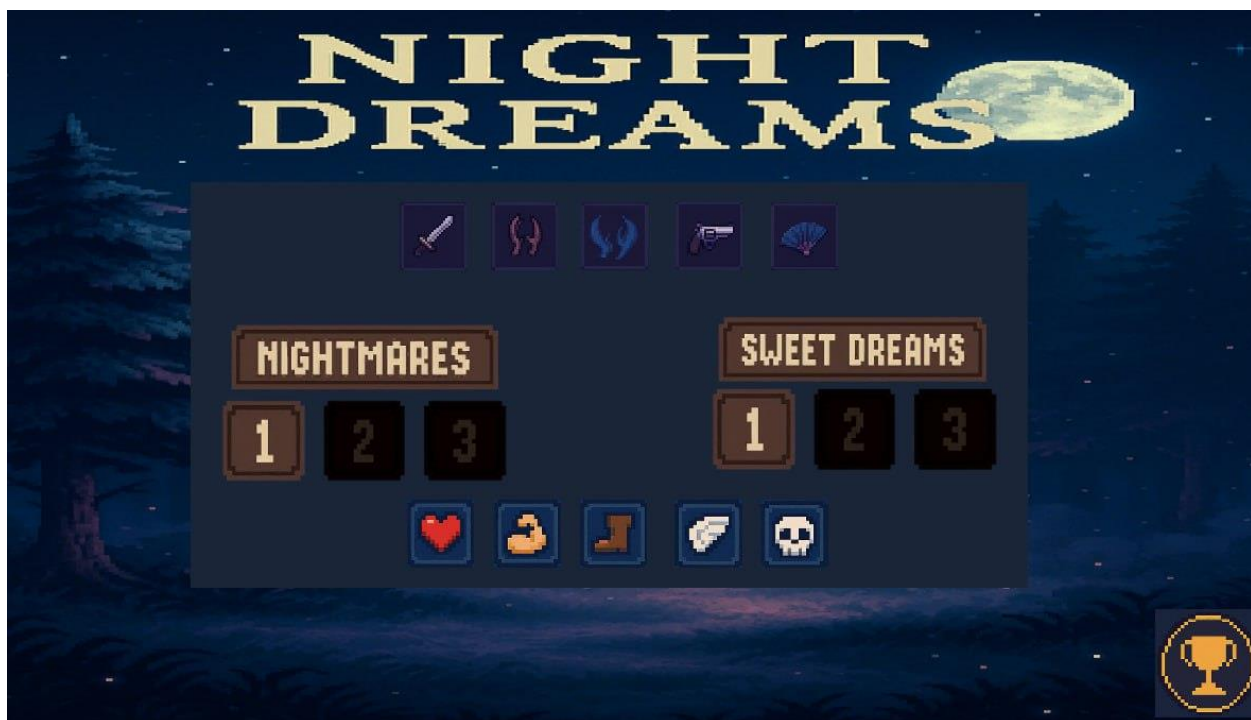 NIGHT
DREAMS
NIGHTMARES
SWEET DREAMS
1 2 3
1 2 3